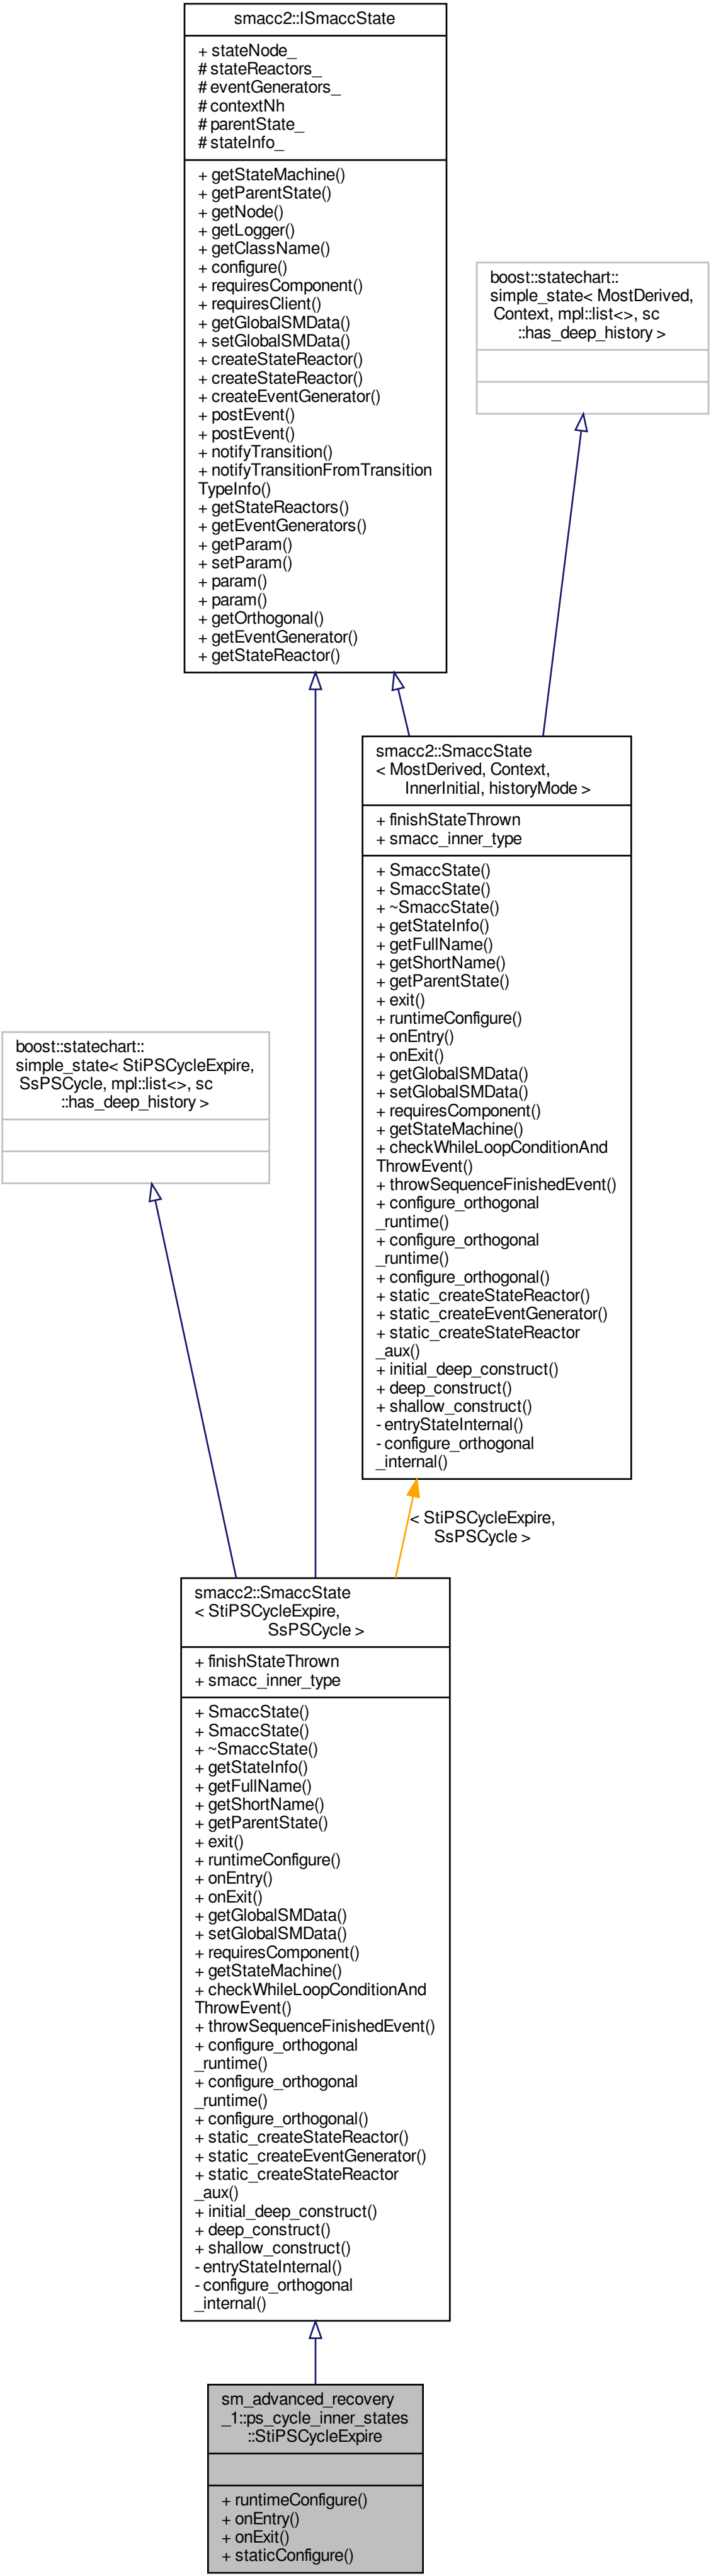 smacc2::ISmaccState
+ stateNode_
# stateReactors_
# eventGenerators_
# contextNh
# parentState_
# stateInfo_
+ getStateMachine()
+ getParentState()
+ getNode()
+ getLogger()
+ getClassName()
+ configure()
+ requiresComponent()
+ requiresClient()
+ getGlobalSMData()
+ setGlobalSMData()
+ createStateReactor()
+ createStateReactor()
+ createEventGenerator()
+ postEvent()
+ postEvent()
+ notifyTransition()
+ notifyTransitionFromTransition
TypeInfo()
+ getStateReactors()
+ getEventGenerators()
+ getParam()
+ setParam()
+ param()
+ param()
+ getOrthogonal()
+ getEventGenerator()
+ getStateReactor()
boost::statechart::
simple_state< MostDerived,
Context, mpl::list<>, sc
::has_deep_history >
smacc2::SmaccState
< MostDerived, Context,
InnerInitial, historyMode >
+ finishStateThrown
+ smacc_inner_type
+ SmaccState()
+ SmaccState()
+ ~SmaccState()
+ getStateInfo()
+ getFullName()
+ getShortName()
+ getParentState()
+ exit()
+ runtimeConfigure()
+ onEntry()
+ onExit()
+ getGlobalSMData()
+ setGlobalSMData()
+ requiresComponent()
+ getStateMachine()
+ checkWhileLoopConditionAnd
ThrowEvent()
+ throwSequenceFinishedEvent()
+ configure_orthogonal
_runtime()
+ configure_orthogonal
_runtime()
+ configure_orthogonal()
+ static_createStateReactor()
+ static_createEventGenerator()
+ static_createStateReactor
_aux()
+ initial_deep_construct()
+ deep_construct()
+ shallow_construct()
- entryStateInternal()
- configure_orthogonal
_internal()
boost::statechart::
simple_state< StiPSCycleExpire,
SsPSCycle, mpl::list<>, sc
::has_deep_history >
< StiPSCycleExpire,
SsPSCycle >
smacc2::SmaccState
< StiPSCycleExpire,
SsPSCycle >
+ finishStateThrown
+ smacc_inner_type
+ SmaccState()
+ SmaccState()
+ ~SmaccState()
+ getStateInfo()
+ getFullName()
+ getShortName()
+ getParentState()
+ exit()
+ runtimeConfigure()
+ onEntry()
+ onExit()
+ getGlobalSMData()
+ setGlobalSMData()
+ requiresComponent()
+ getStateMachine()
+ checkWhileLoopConditionAnd
ThrowEvent()
+ throwSequenceFinishedEvent()
+ configure_orthogonal
_runtime()
+ configure_orthogonal
_runtime()
+ configure_orthogonal()
+ static_createStateReactor()
+ static_createEventGenerator()
+ static_createStateReactor
_aux()
+ initial_deep_construct()
+ deep_construct()
+ shallow_construct()
- entryStateInternal()
- configure_orthogonal
_internal()
sm_advanced_recovery
_1::ps_cycle_inner_states
::StiPSCycleExpire
+ runtimeConfigure()
+ onEntry()
+ onExit()
+ staticConfigure()